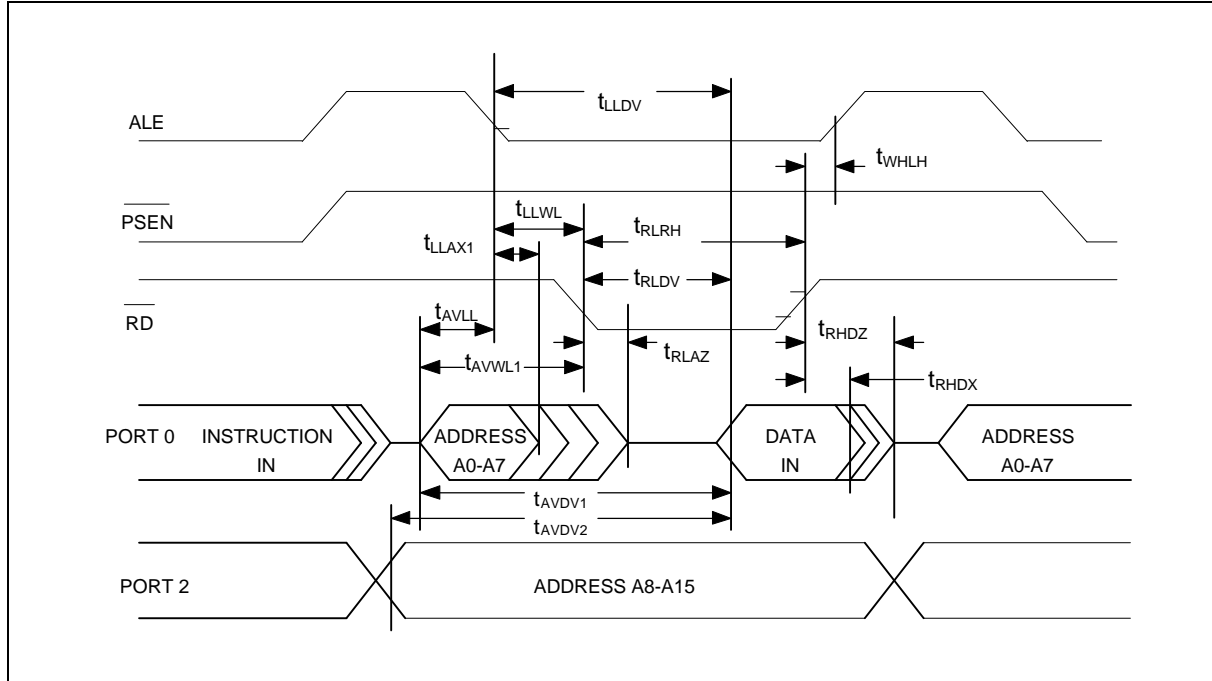 tLLDV
ALE
tWHLH
PSEN
tLLWL
tRLRH
tLLAX1
tRLDV
RD
tAVLL
tRHDZ
tRLAZ
tAVWL1
tRHDX
PORT 0
INSTRUCTION
IN
ADDRESS
A0-A7
DATA
IN
ADDRESS
A0-A7
tAVDV1
tAVDV2
PORT 2
ADDRESS A8-A15